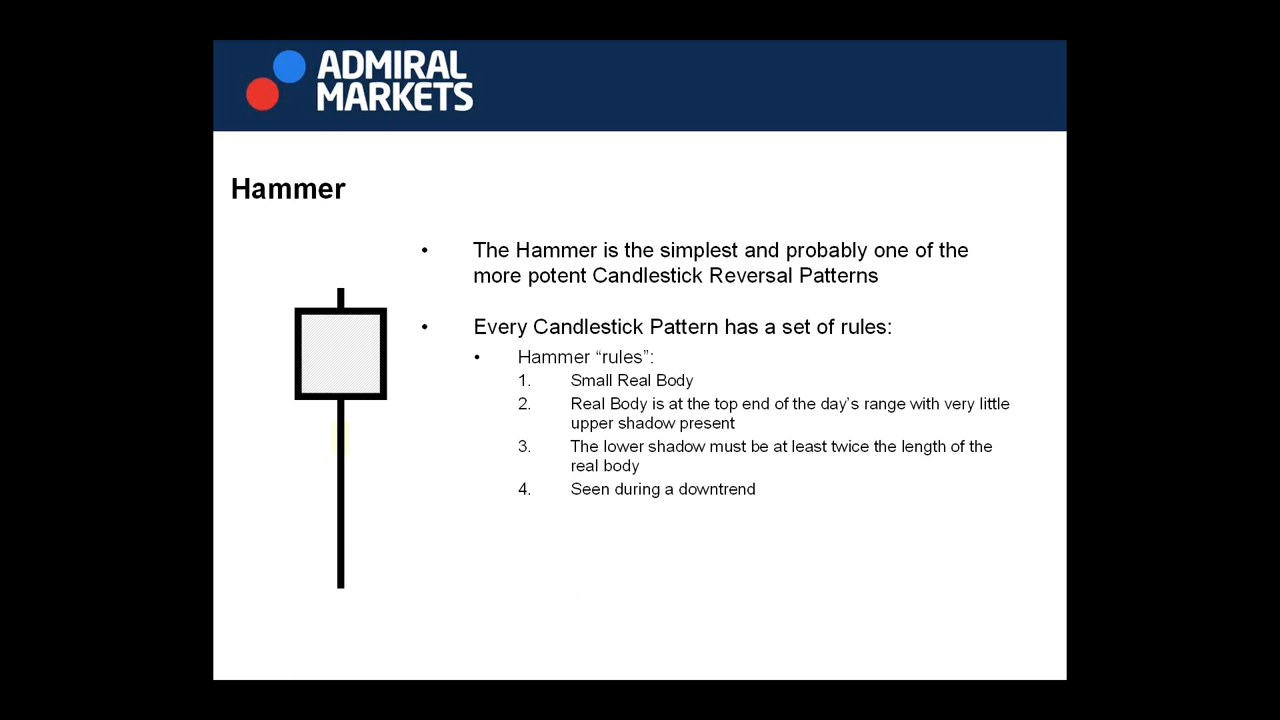 ADMIRAL
MARKETS
Hammer
• The Hammer is the simplest and probably one of the
more potent Candlestick Reversal Patterns
• Every Candlestick Pattern has a set of rules:
• Hammer “rules”:
1. Small Real Body
2. Real Body is at the top end of the day’s range with very little
upper shadow present
3. The lower shadow must be at least twice the length of the
real body
4. Seen during a downtrend